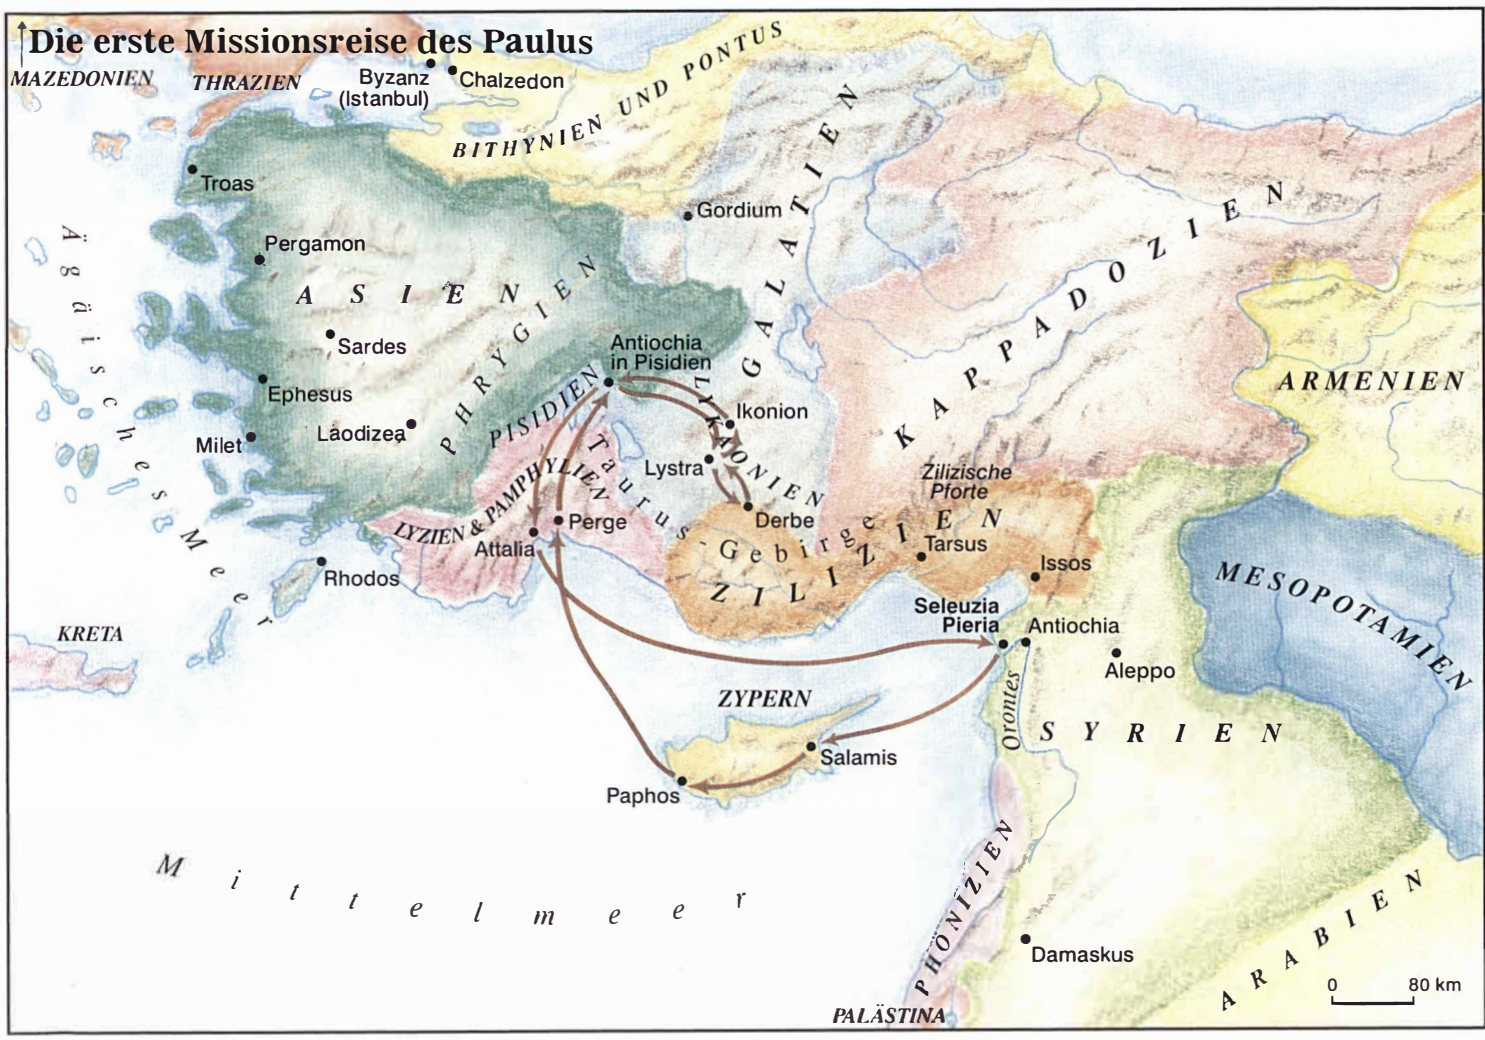 Die erste Missionsreise des Paulus
MAZEDONIEN
THRAZIEN
Byzanz
(Istanbul)
Chalzedon
BITHYNIEN UND PONTUS
GALATIEN
Troas
Gordium
Pergamon
ASIEN
PHRYGIEN
KAPPADOZIEN
Ägäisches Meer
Sardes
Antiochia
in Pisidien
ARMENIEN
Ephesus
PISIDIEN
LYKAONIEN
Ikonion
Laodizea
Milet
Lystra
Zilizische
Pforte
LYZIEN & PAMPHYLIEN
Taurus-Gebirge
Perge
Attalia
Derbe
ZILIZIEN
Tarsus
Issos
Rhodos
MESOPOTAMIEN
Seleuzia
Pieria
Antiochia
KRETA
Aleppo
Orontes
ZYPERN
SYRIEN
Salamis
Paphos
Mittelmeer
PHÖNIZIEN
Damaskus
ARABIEN
0 80 km
PALÄSTINA